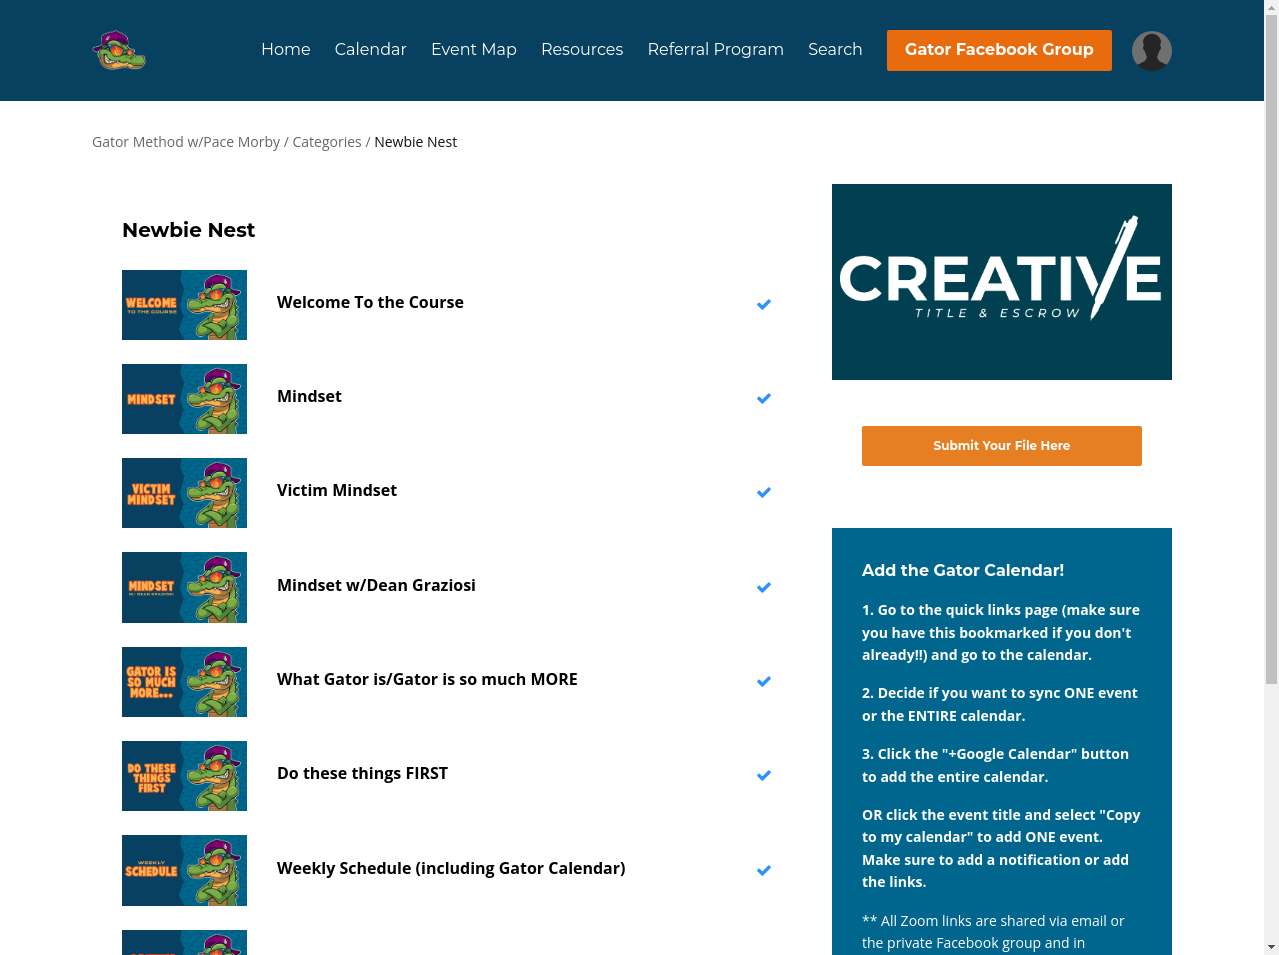 Home Calendar Event Map Resources Referral Program Search Gator Facebook Group
Gator Method w/Pace Morby / Categories / Newbie Nest
Newbie Nest
WELCOME
TO THE COURSE
Welcome To the Course
MINDSET
Mindset
VICTIM
MINDSET
Victim Mindset
MINDSET
W/ DEAN GRAZIOSI
Mindset w/Dean Graziosi
GATOR IS
SO MUCH
MORE...
What Gator is/Gator is so much MORE
DO THESE
THINGS
FIRST
Do these things FIRST
WEEKLY
SCHEDULE
Weekly Schedule (including Gator Calendar)
CREATIVE
TITLE & ESCROW
Submit Your File Here
Add the Gator Calendar!
1. Go to the quick links page (make sure
you have this bookmarked if you don't
already!!) and go to the calendar.
2. Decide if you want to sync ONE event
or the ENTIRE calendar.
3. Click the "+Google Calendar" button
to add the entire calendar.
OR click the event title and select "Copy
to my calendar" to add ONE event.
Make sure to add a notification or add
the links.
** All Zoom links are shared via email or
the private Facebook group and in